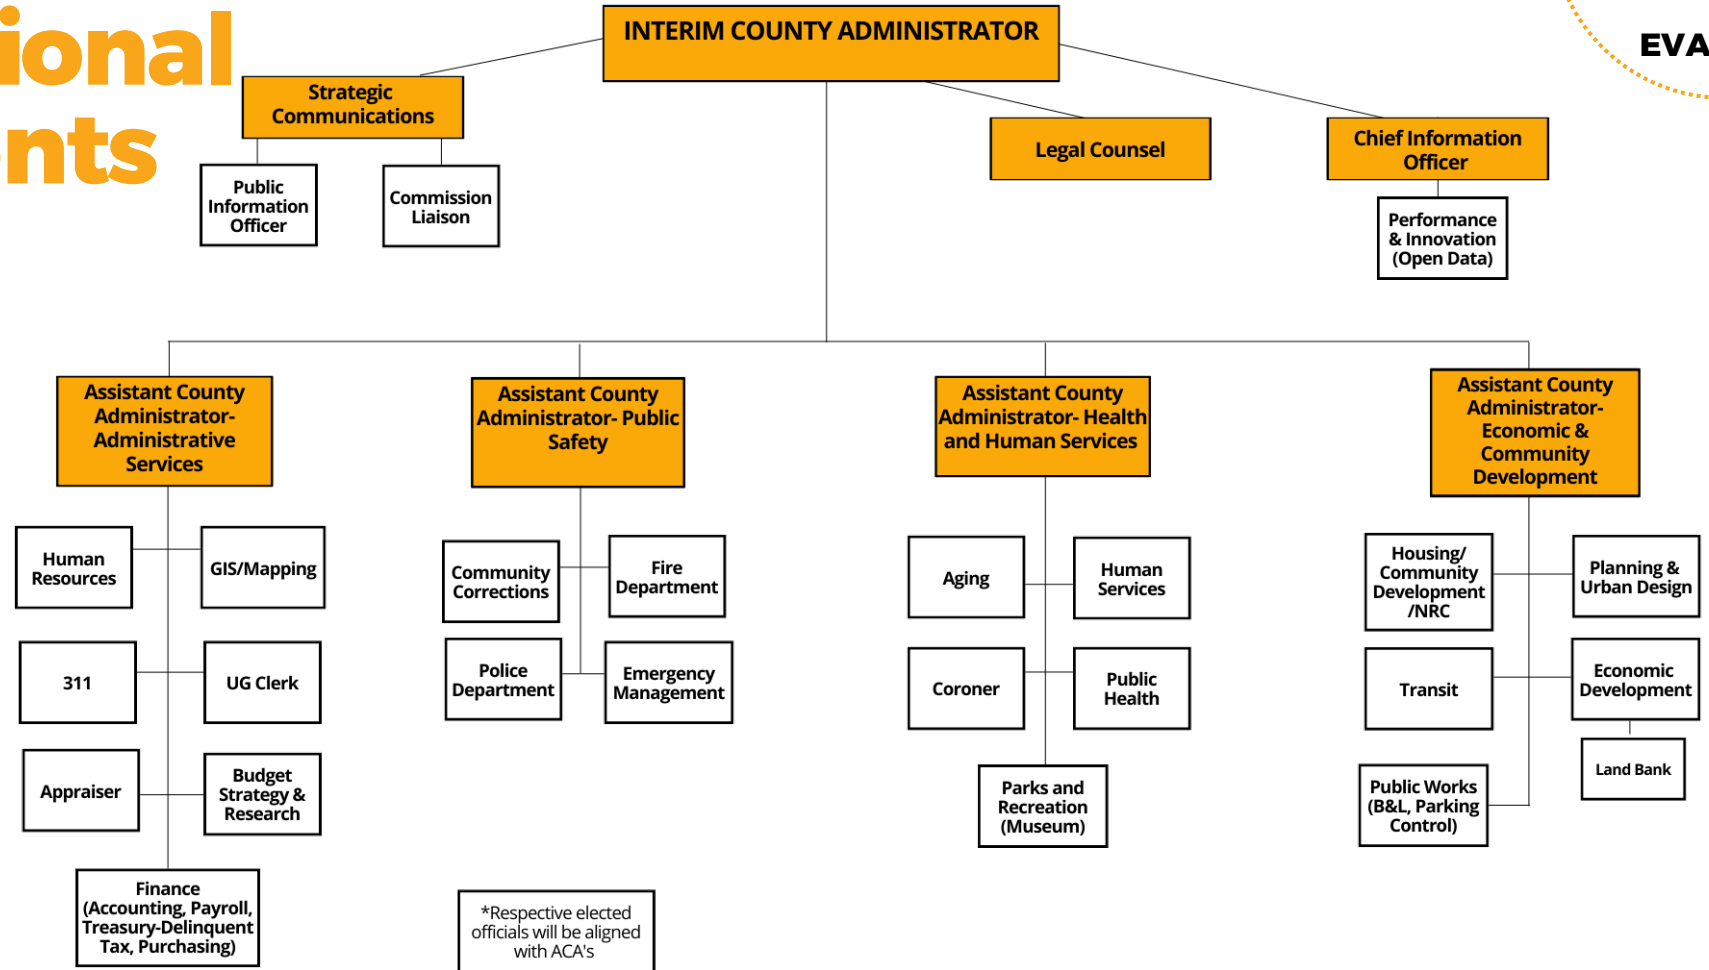 ional
nts
EVA
INTERIM COUNTY ADMINISTRATOR
Strategic
Communications
Legal Counsel
Chief Information
Officer
Public
Information
Officer
Commission
Liaison
Performance
& Innovation
(Open Data)
Assistant County
Administrator-
Administrative
Services
Assistant County
Administrator- Public
Safety
Assistant County
Administrator- Health
and Human Services
Assistant County
Administrator-
Economic &
Community
Development
Human
Resources
GIS/Mapping
311
UG Clerk
Appraiser
Budget
Strategy &
Research
Finance
(Accounting, Payroll,
Treasury-Delinquent
Tax, Purchasing)
Community
Corrections
Fire
Department
Police
Department
Emergency
Management
*Respective elected
officials will be aligned
with ACA's
Aging
Human
Services
Coroner
Public
Health
Parks and
Recreation
(Museum)
Housing/
Community
Development
/NRC
Planning &
Urban Design
Transit
Economic
Development
Land Bank
Public Works
(B&L, Parking
Control)